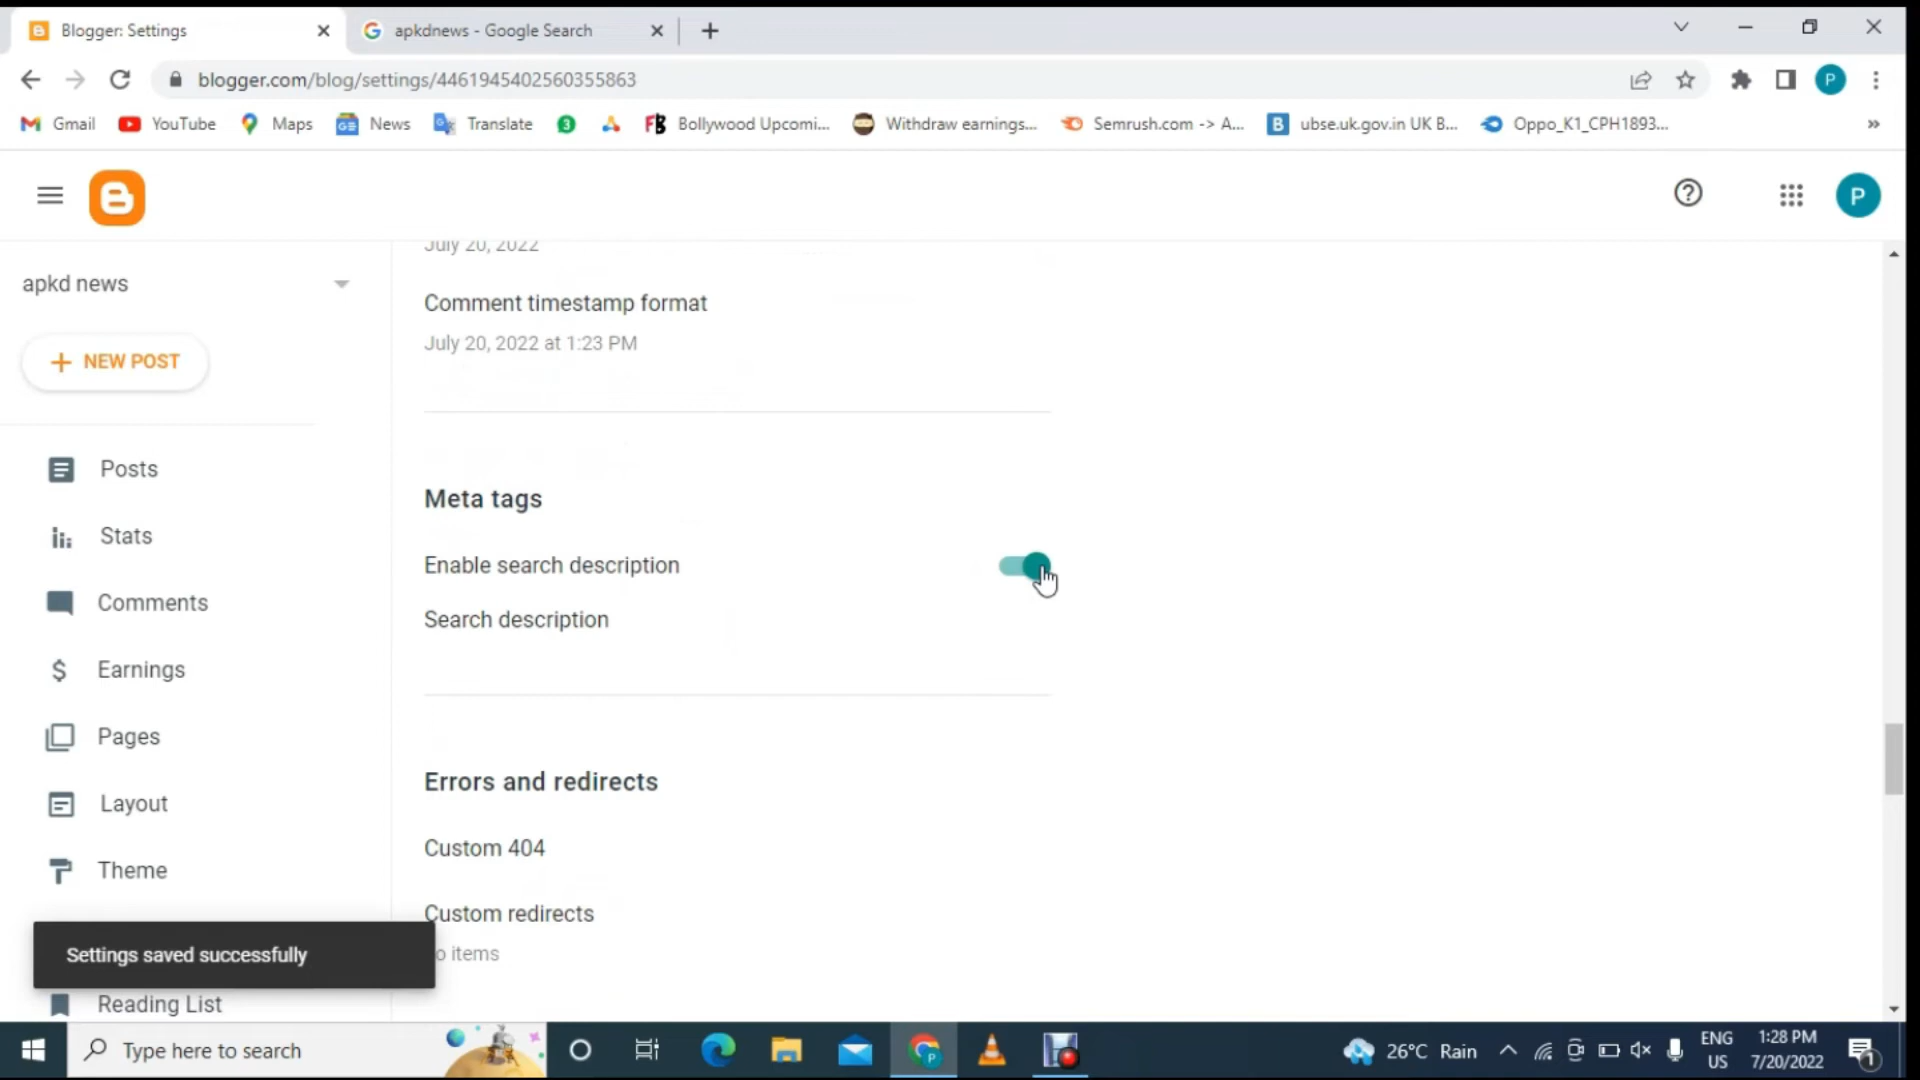 Blogger: Settings
apkdnews - Google Search
blogger.com/blog/settings/4461945402560355863
P
Gmail
YouTube
Maps
News
Translate
3
Bollywood Upcomi...
Withdraw earnings...
Semrush.com -> A...
ubse.uk.gov.in UK B...
Oppo_K1_CPH1893...
P
apkd news
NEW POST
Posts
Stats
Comments
Earnings
Pages
Layout
Theme
Reading List
Settings saved successfully
July 20, 2022
Comment timestamp format
July 20, 2022 at 1:23 PM
Meta tags
Enable search description
Search description
Errors and redirects
Custom 404
Custom redirects
o items
Type here to search
26°C Rain
ENG
US
1:28 PM
7/20/2022
1